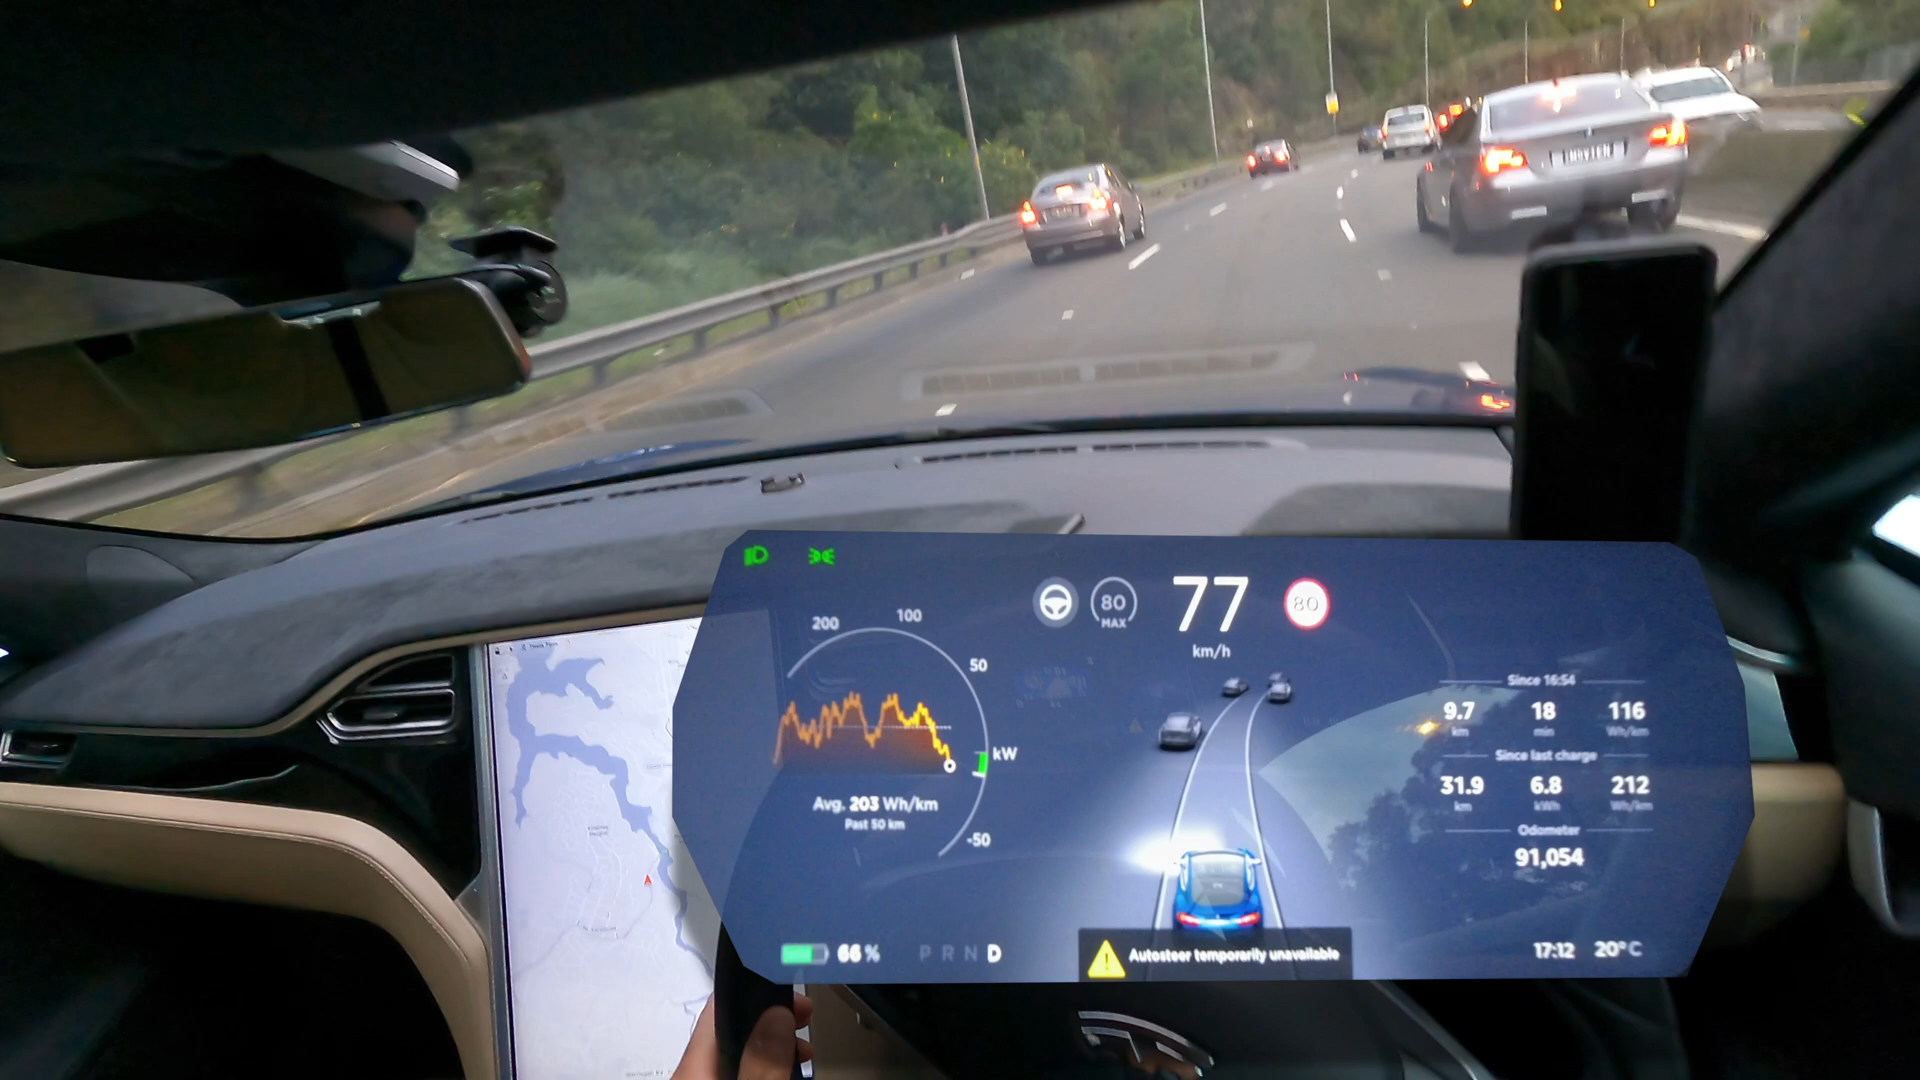 80
MAX
77
km/h
80
200
100
50
kW
-50
Avg. 203 Wh/km
Past 50 km
Since 16:54
9.7 18 116
km min Wh/km
Since last charge
31.9 6.8 212
km kWh Wh/km
Odometer
91,054
66 %
P R N D
Autosteer temporarily unavailable
17:12 20°C